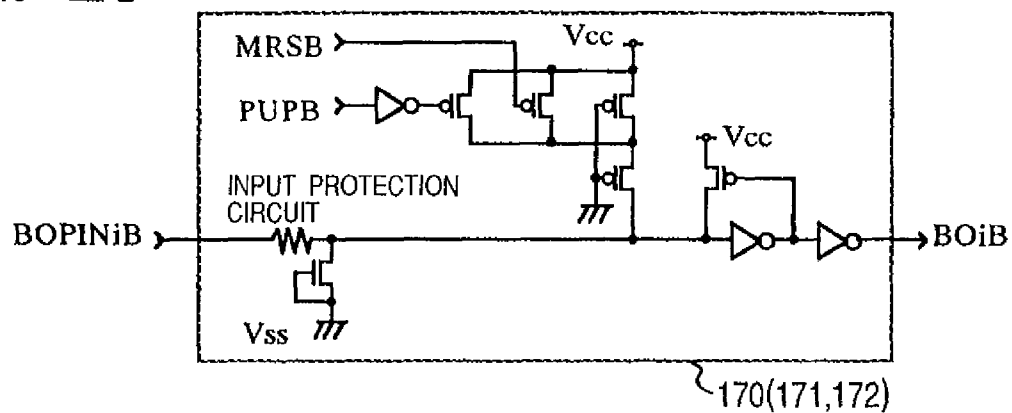 MRSB
Vcc
PUPB
Vcc
INPUT PROTECTION
CIRCUIT
BOPINiB
BOiB
Vss
170(171,172)